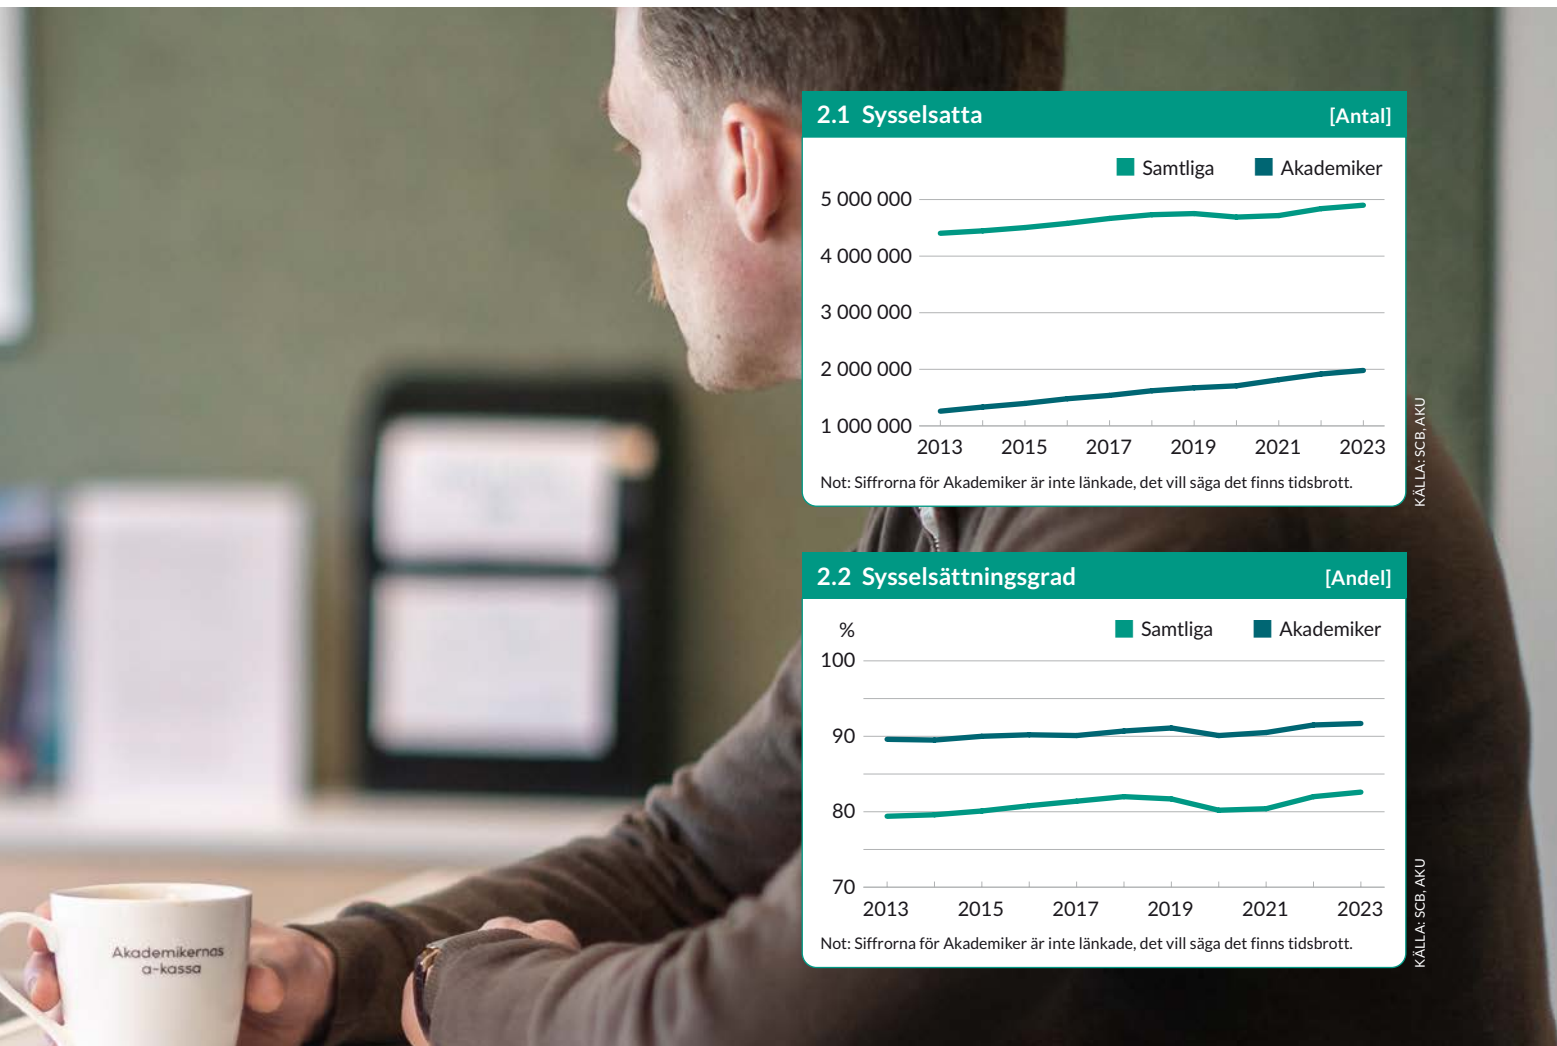 2.1 Sysselsatta [Antal]
Samtliga Akademiker
5 000 000
4 000 000
3 000 000
2 000 000
1 000 000
2013 2015 2017 2019 2021 2023
Not: Siffrorna för Akademiker är inte länkade, det vill säga det finns tidsbrott.
KÄLLA: SCB, AKU
2.2 Sysselsättningsgrad [Andel]
%
Samtliga Akademiker
100
90
80
70
2013 2015 2017 2019 2021 2023
Not: Siffrorna för Akademiker är inte länkade, det vill säga det finns tidsbrott.
KÄLLA: SCB, AKU
Akademikernas
a-kassa